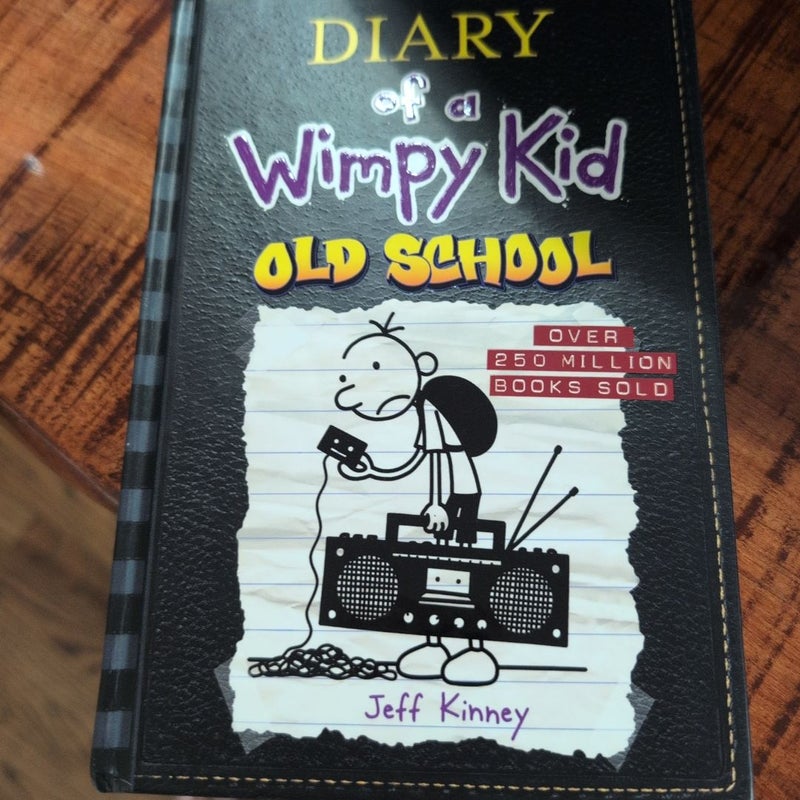 DIARY
of a
Wimpy Kid
OLD SCHOOL
OVER
250 MILLION
BOOKS SOLD
Jeff Kinney